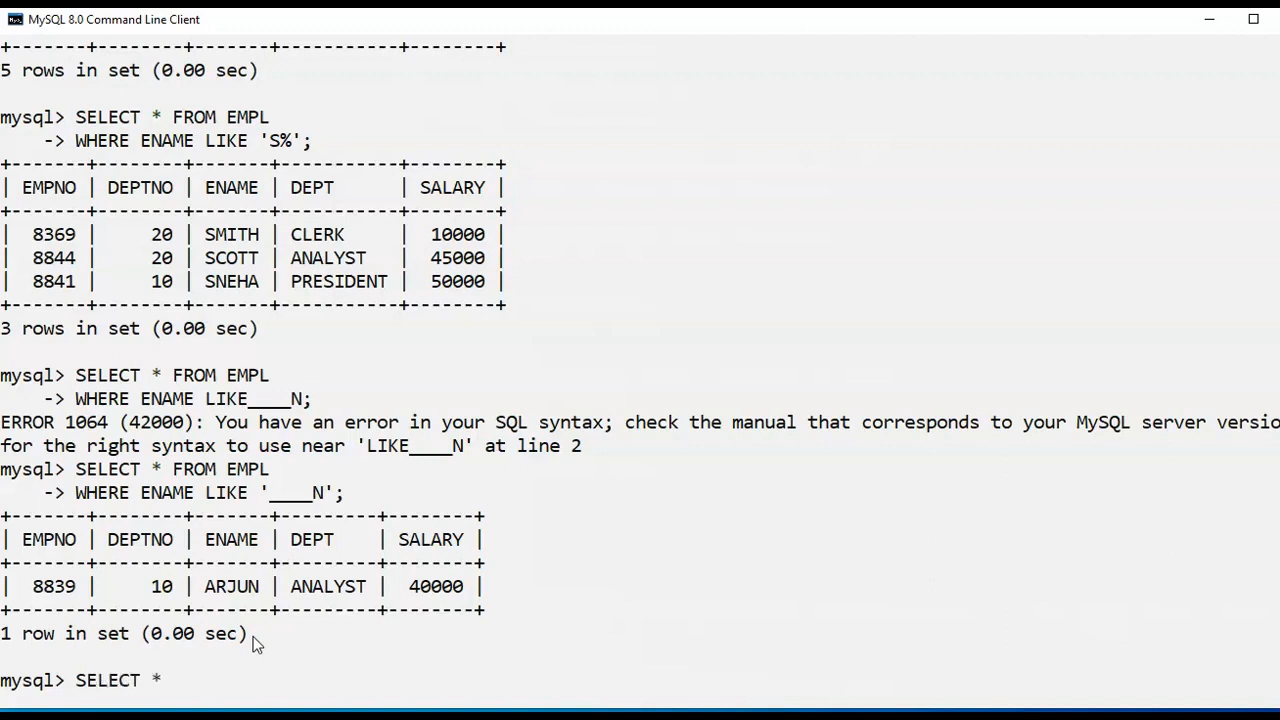 MySQL 8.0 Command Line Client
+-------+--------+-------+-----------+--------+
5 rows in set (0.00 sec)
mysql> SELECT * FROM EMPL
    -> WHERE ENAME LIKE 'S%';
+-------+--------+-------+-----------+--------+
| EMPNO | DEPTNO | ENAME | DEPT      | SALARY |
+-------+--------+-------+-----------+--------+
|  8369 |     20 | SMITH | CLERK     |  10000 |
|  8844 |     20 | SCOTT | ANALYST   |  45000 |
|  8841 |     10 | SNEHA | PRESIDENT |  50000 |
+-------+--------+-------+-----------+--------+
3 rows in set (0.00 sec)
mysql> SELECT * FROM EMPL
    -> WHERE ENAME LIKE____N;
ERROR 1064 (42000): You have an error in your SQL syntax; check the manual that corresponds to your MySQL server versio
for the right syntax to use near 'LIKE____N' at line 2
mysql> SELECT * FROM EMPL
    -> WHERE ENAME LIKE '____N';
+-------+--------+-------+---------+--------+
| EMPNO | DEPTNO | ENAME | DEPT    | SALARY |
+-------+--------+-------+---------+--------+
|  8839 |     10 | ARJUN | ANALYST |  40000 |
+-------+--------+-------+---------+--------+
1 row in set (0.00 sec)
mysql> SELECT *